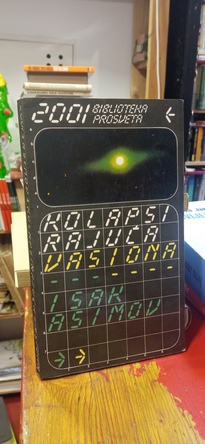 2001 BIBLIOTEKA
PROSVETA
KOLAPSI
RAJUĆA
VASIONA
ISAK
ASIMOV